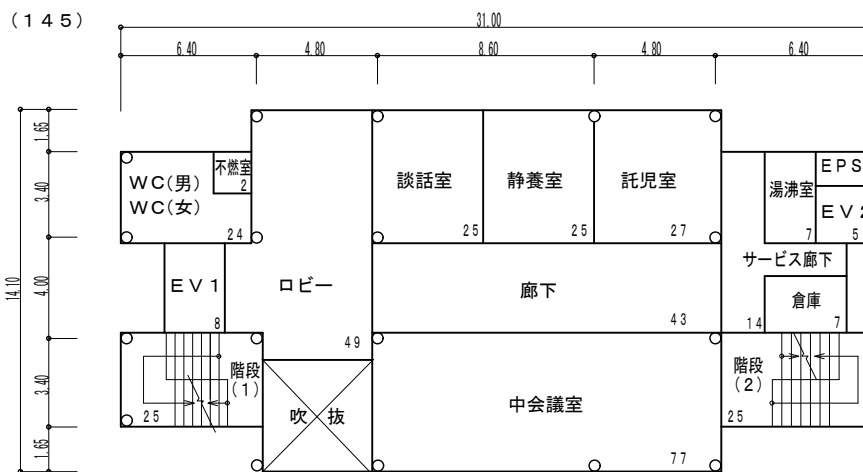 (145)
31.00
6.40
4.80
8.60
4.80
6.40
1.65
3.40
4.00
3.40
1.65
14.10
WC(男)
WC(女)
24
不燃室
2
談話室
25
静養室
25
託児室
27
湯沸室
7
EPS
EV2
5
EV1
8
ロビー
49
廊下
43
サービス廊下
14
倉庫
7
階段
(1)
25
吹抜
中会議室
77
階段
(2)
25